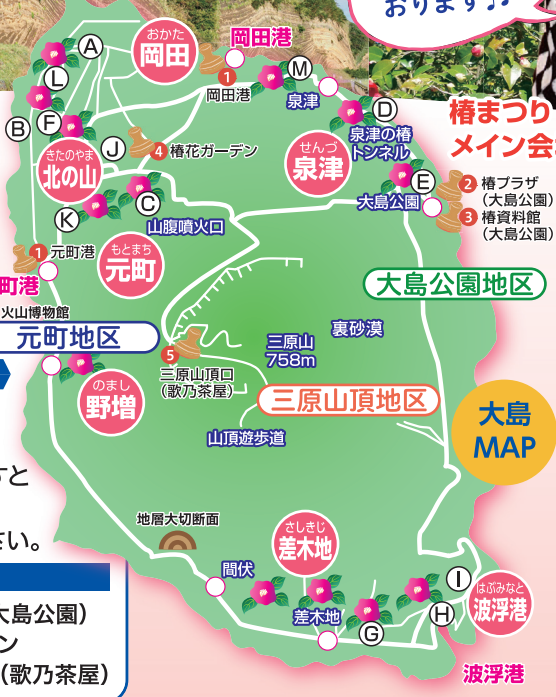 おります♪
おかた
岡田
岡田港
A
L
1
岡田港
M
泉津
D
B
F
泉津の椿
トンネル
椿まつり
メイン会
きたのやま
北の山
J
4 椿花ガーデン
せんづ
泉津
E
大島公園
2 椿プラザ
(大島公園)
3 椿資料館
(大島公園)
K
C
山腹噴火口
1 元町港
もとまち
元町
町港
大島公園地区
火山博物館
元町地区
裏砂漠
三原山
758m
5
三原山頂口
(歌乃茶屋)
のまし
野増
三原山頂地区
大島
MAP
山頂遊歩道
すと
さい。
地層大切断面
さしきじ
差木地
間伏
I
はぶみなと
波浮港
大島公園)
ン
(歌乃茶屋)
差木地
G
H
波浮港